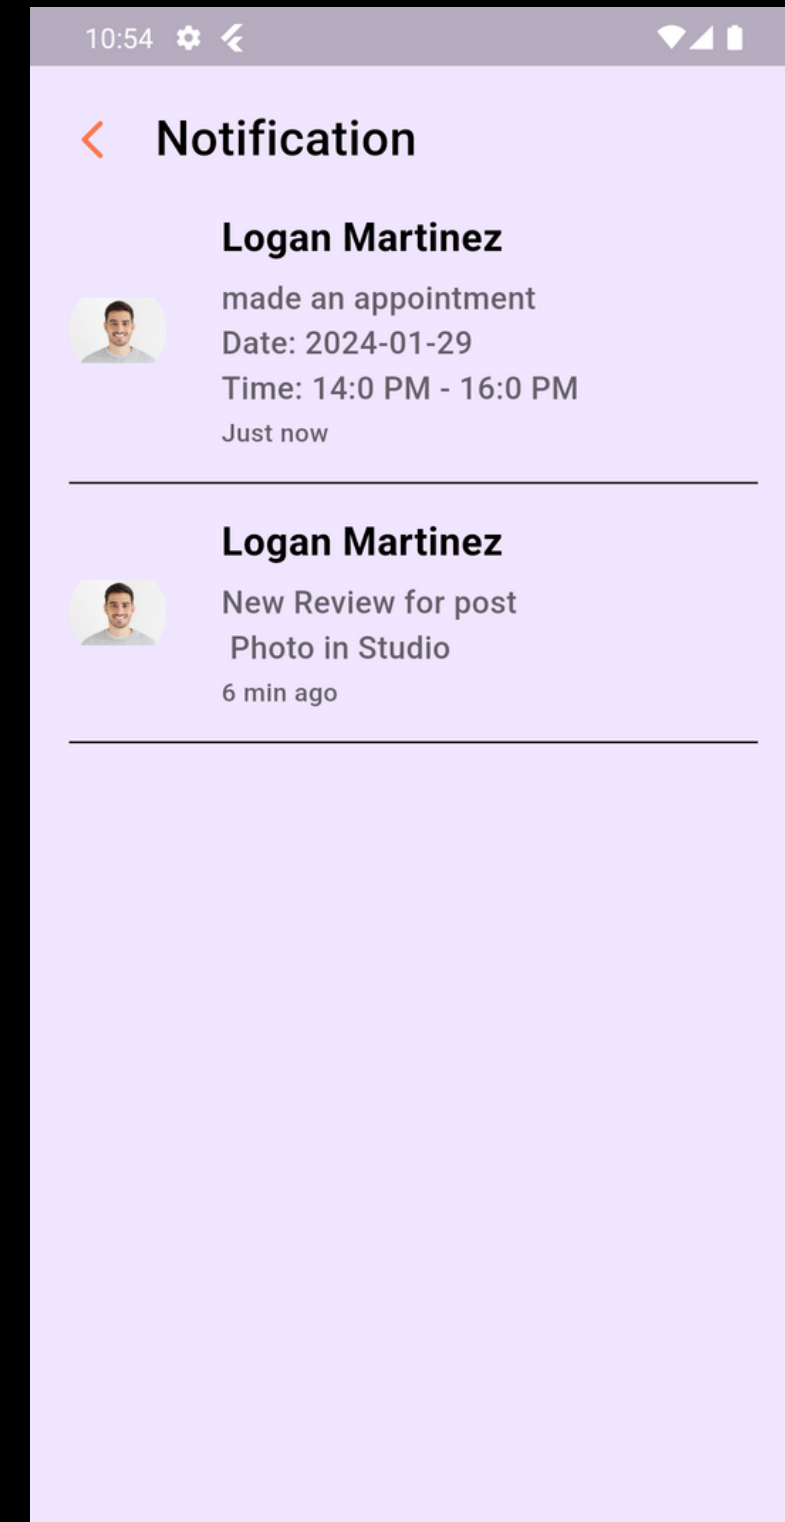 10:54
Notification
Logan Martinez
made an appointment
Date: 2024-01-29
Time: 14:0 PM - 16:0 PM
Just now
Logan Martinez
New Review for post
Photo in Studio
6 min ago